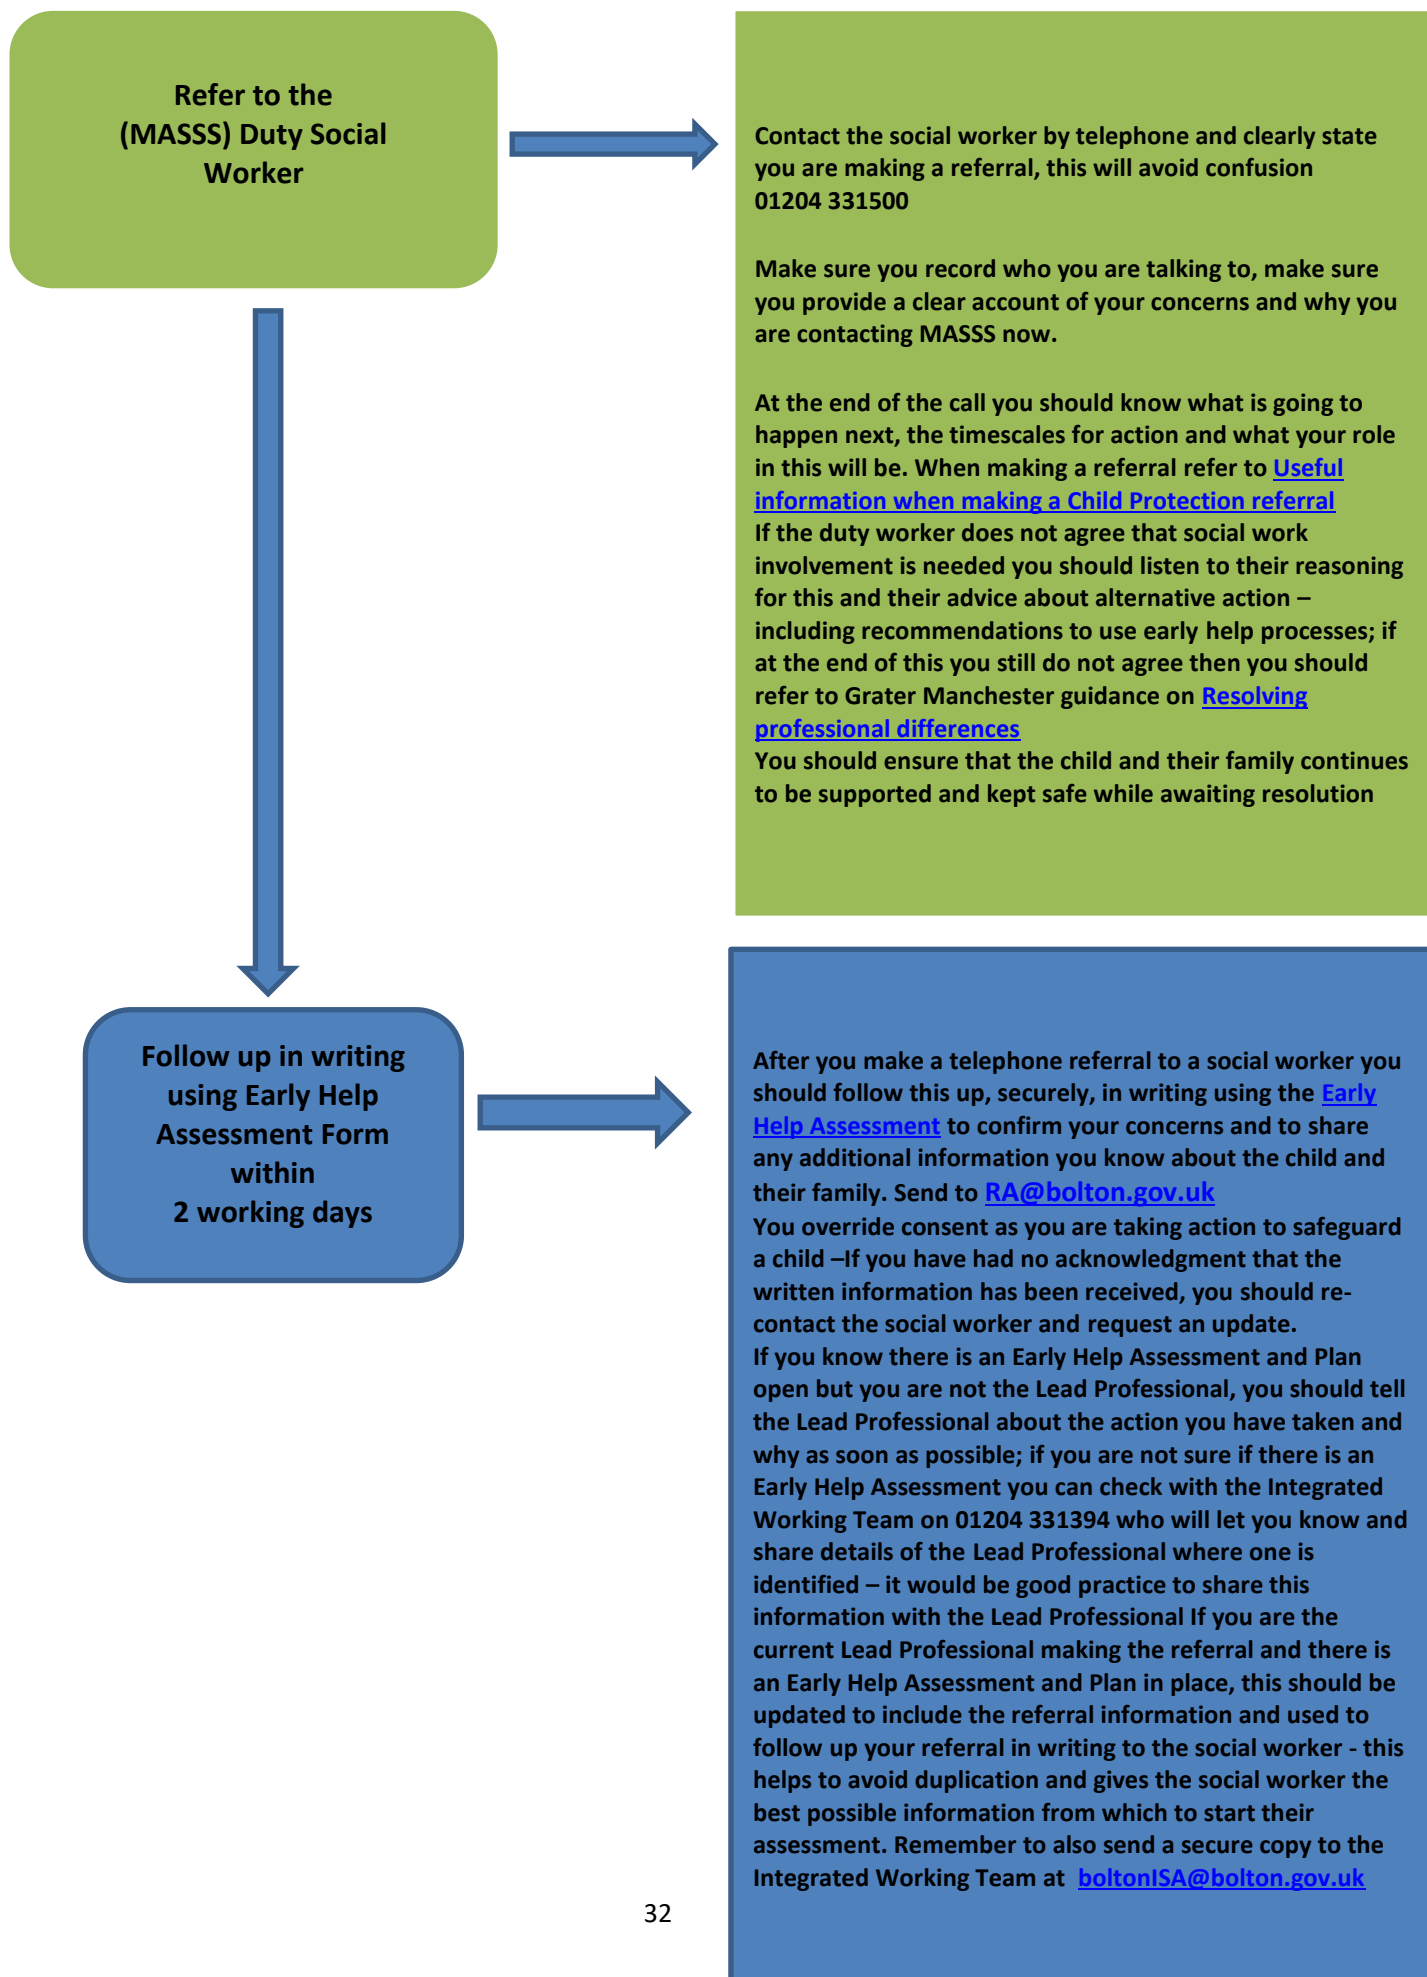 Refer to the
(MASSS) Duty Social
Worker
Contact the social worker by telephone and clearly state
you are making a referral, this will avoid confusion
01204 331500
Make sure you record who you are talking to, make sure
you provide a clear account of your concerns and why you
are contacting MASSS now.
At the end of the call you should know what is going to
happen next, the timescales for action and what your role
in this will be. When making a referral refer to Useful
information when making a Child Protection referral
If the duty worker does not agree that social work
involvement is needed you should listen to their reasoning
for this and their advice about alternative action –
including recommendations to use early help processes; if
at the end of this you still do not agree then you should
refer to Grater Manchester guidance on Resolving
professional differences
You should ensure that the child and their family continues
to be supported and kept safe while awaiting resolution
Follow up in writing
using Early Help
Assessment Form
within
2 working days
After you make a telephone referral to a social worker you
should follow this up, securely, in writing using the Early
Help Assessment to confirm your concerns and to share
any additional information you know about the child and
their family. Send to RA@bolton.gov.uk
You override consent as you are taking action to safeguard
a child –If you have had no acknowledgment that the
written information has been received, you should re-
contact the social worker and request an update.
If you know there is an Early Help Assessment and Plan
open but you are not the Lead Professional, you should tell
the Lead Professional about the action you have taken and
why as soon as possible; if you are not sure if there is an
Early Help Assessment you can check with the Integrated
Working Team on 01204 331394 who will let you know and
share details of the Lead Professional where one is
identified – it would be good practice to share this
information with the Lead Professional If you are the
current Lead Professional making the referral and there is
an Early Help Assessment and Plan in place, this should be
updated to include the referral information and used to
follow up your referral in writing to the social worker - this
helps to avoid duplication and gives the social worker the
best possible information from which to start their
assessment. Remember to also send a secure copy to the
Integrated Working Team at boltonISA@bolton.gov.uk
32